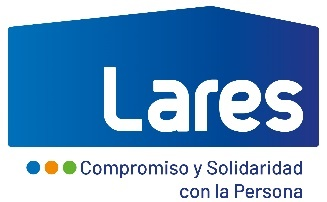 Lares
Compromiso y Solidaridad
con la Persona